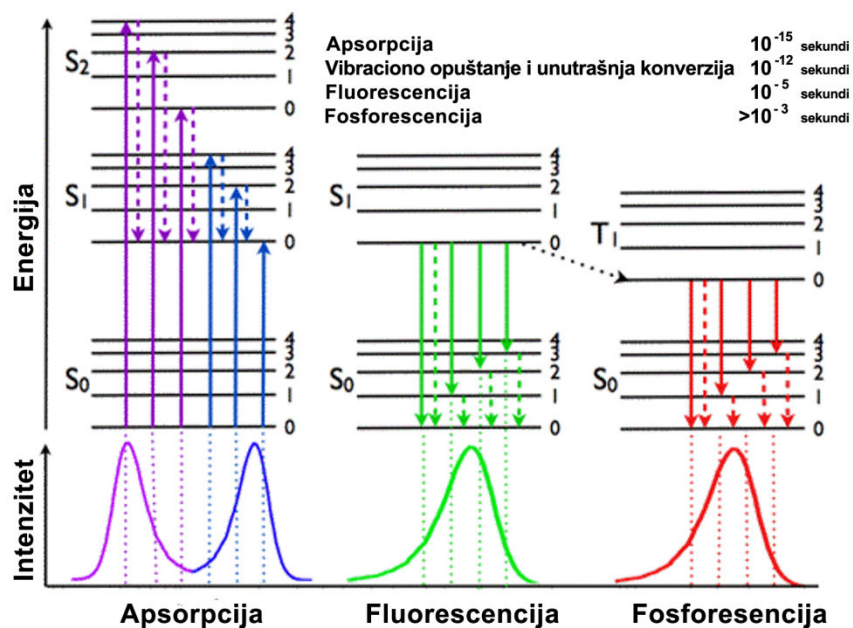 Apsorpcija 10⁻¹⁵ sekundi
Vibraciono opuštanje i unutrašnja konverzija 10⁻¹² sekundi
Fluorescencija 10⁻⁵ sekundi
Fosforescencija >10⁻³ sekundi
Energija
S₂
4
3
2
1
0
S₁
4
3
2
1
0
S₀
4
3
2
1
0
S₁
4
3
2
1
0
S₀
4
3
2
1
0
T₁
4
3
2
1
0
S₀
4
3
2
1
0
Intenzitet
Apsorpcija
Fluorescencija
Fosforesencija